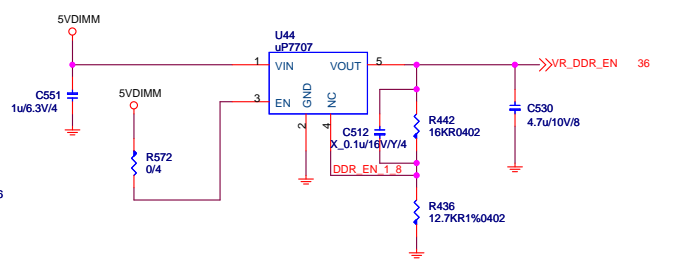 5VDIMM
U44
uP7707
1
VIN
VOUT
5
VR_DDR_EN 36
C551
1u/6.3V/4
5VDIMM
3
EN
GND
NC
2
4
C530
4.7u/10V/8
C512
X_0.1u/16V/Y/4
R442
16KR0402
R572
0/4
DDR_EN_1_8
6
R436
12.7KR1%0402